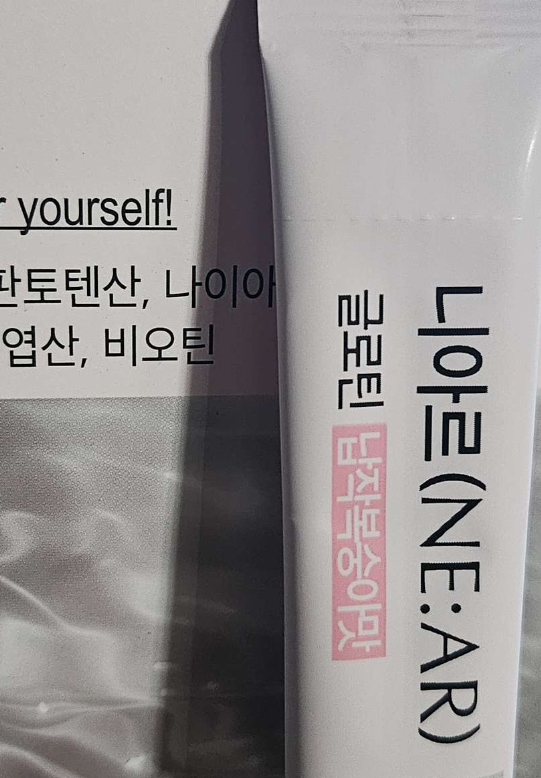 r yourself!
판토텐산, 나이아
엽산, 비오틴
니아르(NE:AR)
글로틴 납작복숭아맛